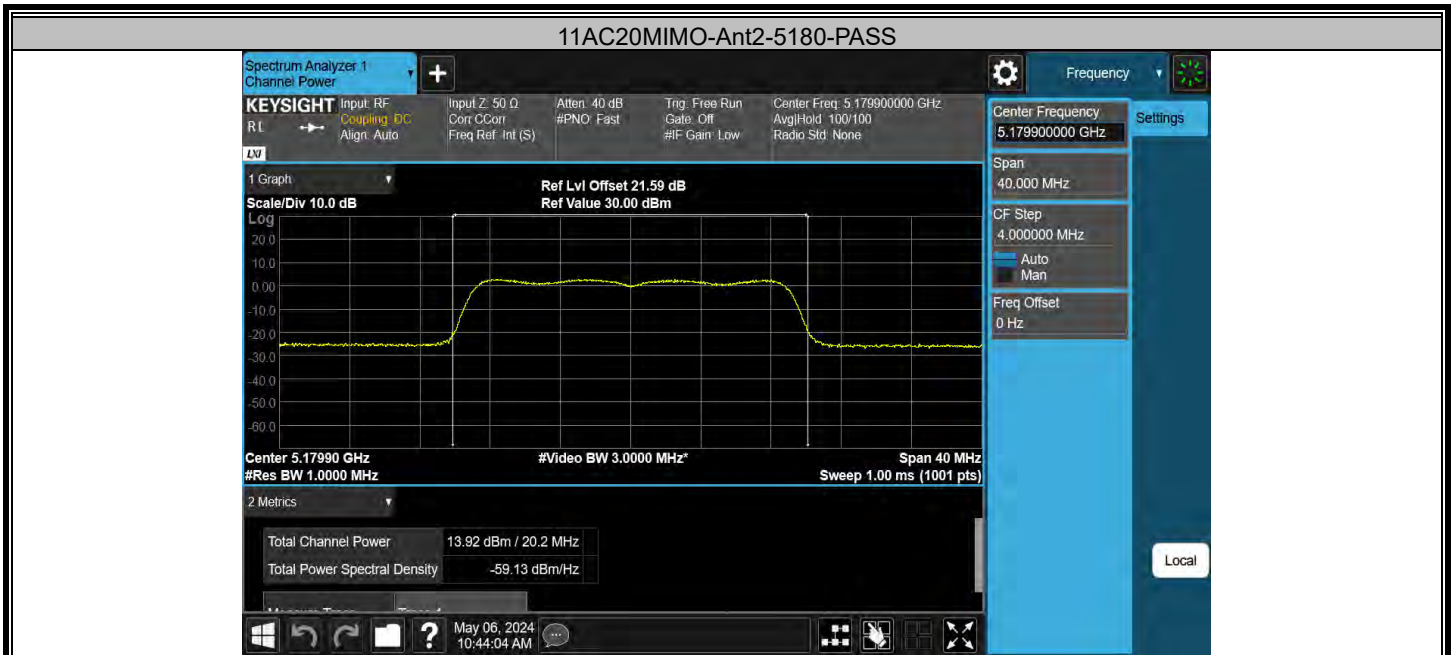 11AC20MIMO-Ant2-5180-PASS
Spectrum Analyzer 1
Channel Power
Frequency
KEYSIGHT
RL
LXI
Input: RF
Coupling: DC
Align: Auto
Input Z: 50 Ω
Corr CCorr
Freq Ref: Int (S)
Atten: 40 dB
#PNO: Fast
Trig: Free Run
Gate: Off
#IF Gain: Low
Center Freq: 5.179900000 GHz
Avg|Hold: 100/100
Radio Std: None
Center Frequency
5.179900000 GHz
Settings
Span
40.000 MHz
CF Step
4.000000 MHz
Auto
Man
Freq Offset
0 Hz
Local
1 Graph
Scale/Div 10.0 dB
Ref Lvl Offset 21.59 dB
Ref Value 30.00 dBm
Log
20.0
10.0
0.00
-10.0
-20.0
-30.0
-40.0
-50.0
-60.0
Center 5.17990 GHz
#Res BW 1.0000 MHz
#Video BW 3.0000 MHz*
Span 40 MHz
Sweep 1.00 ms (1001 pts)
2 Metrics
Total Channel Power 13.92 dBm / 20.2 MHz
Total Power Spectral Density -59.13 dBm/Hz
?
May 06, 2024
10:44:04 AM